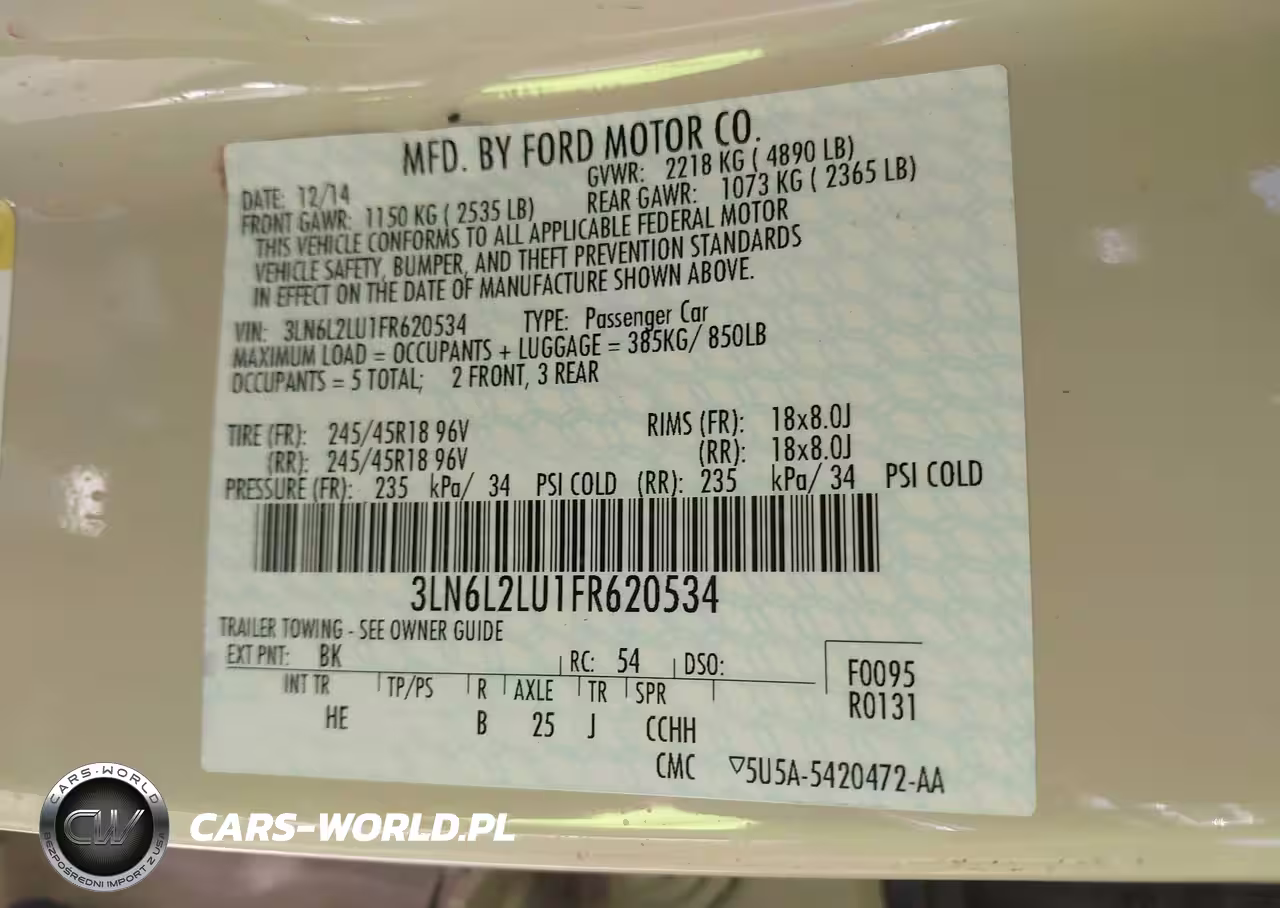 MFD. BY FORD MOTOR CO.
DATE: 12/14 GVWR: 2218 KG ( 4890 LB)
FRONT GAWR: 1150 KG ( 2535 LB) REAR GAWR: 1073 KG ( 2365 LB)
THIS VEHICLE CONFORMS TO ALL APPLICABLE FEDERAL MOTOR
VEHICLE SAFETY, BUMPER, AND THEFT PREVENTION STANDARDS
IN EFFECT ON THE DATE OF MANUFACTURE SHOWN ABOVE.
VIN: 3LN6L2LU1FR620534 TYPE: Passenger Car
MAXIMUM LOAD = OCCUPANTS + LUGGAGE = 385KG/ 850LB
OCCUPANTS = 5 TOTAL; 2 FRONT, 3 REAR
TIRE (FR): 245/45R18 96V RIMS (FR): 18x8.0J
(RR): 245/45R18 96V (RR): 18x8.0J
PRESSURE (FR): 235 kPa/ 34 PSI COLD (RR): 235 kPa/ 34 PSI COLD
3LN6L2LU1FR620534
TRAILER TOWING - SEE OWNER GUIDE
EXT PNT: BK RC: 54 DSO: F0095
INT TR TP/PS R AXLE TR SPR R0131
HE B 25 J CCHH
CMC ▽5U5A-5420472-AA
CARS-WORLD
CW
BEZPOŚREDNI IMPORT Z USA
CARS-WORLD.PL